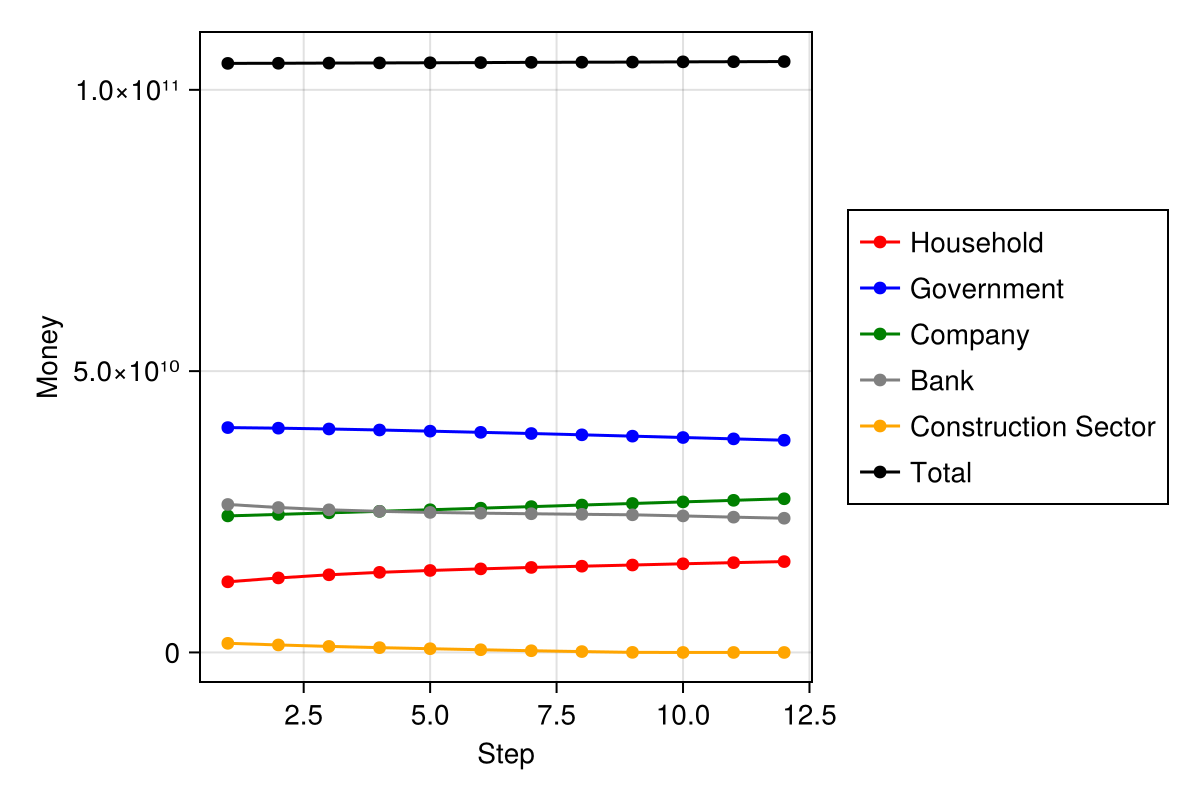 1.0×10¹¹
5.0×10¹⁰
0
Money
2.5 5.0 7.5 10.0 12.5
Step
Household
Government
Company
Bank
Construction Sector
Total